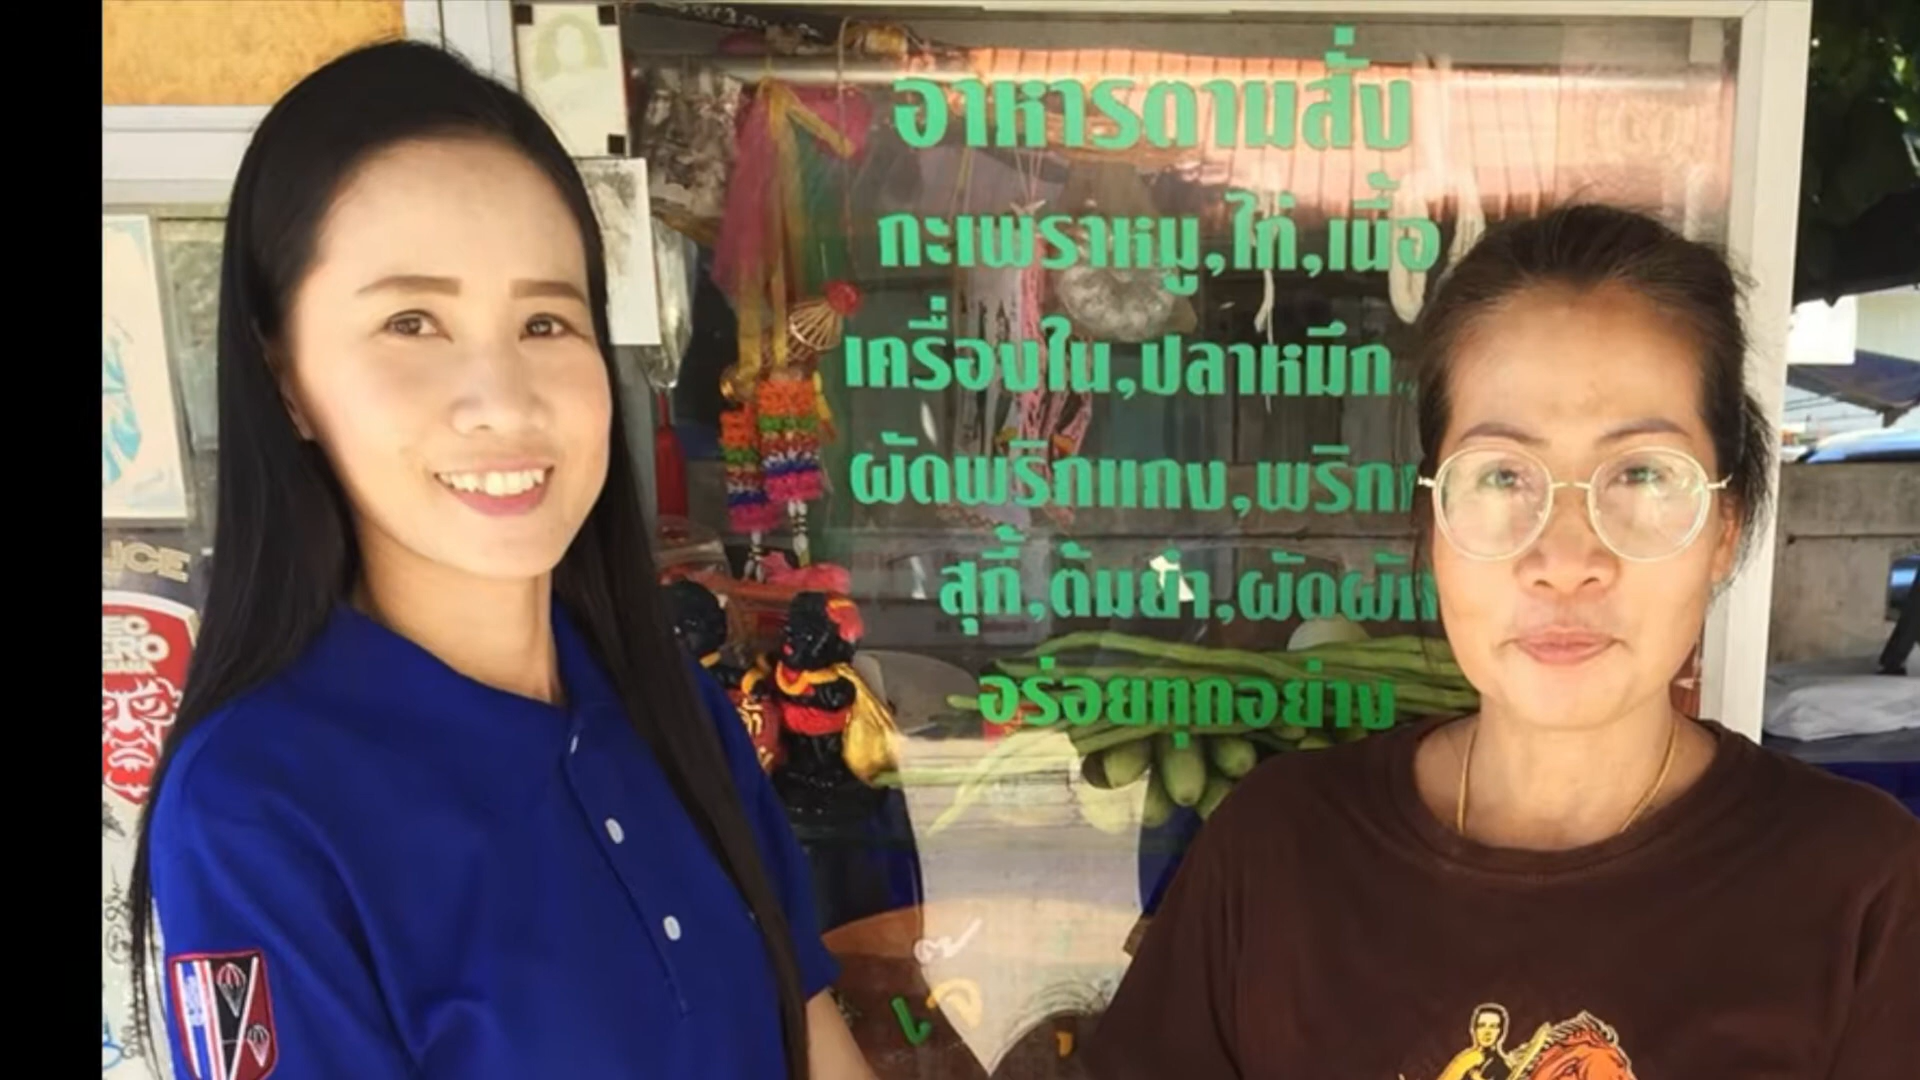 อาหารตามสั่ง
กะเพราหมู,ไก่,เนื้อ
เครื่องใน,ปลาหมึก
ผัดพริกแกง,พริก
สุกี้,ต้มยำ,ผัดผัก
อร่อยทุกอย่าง